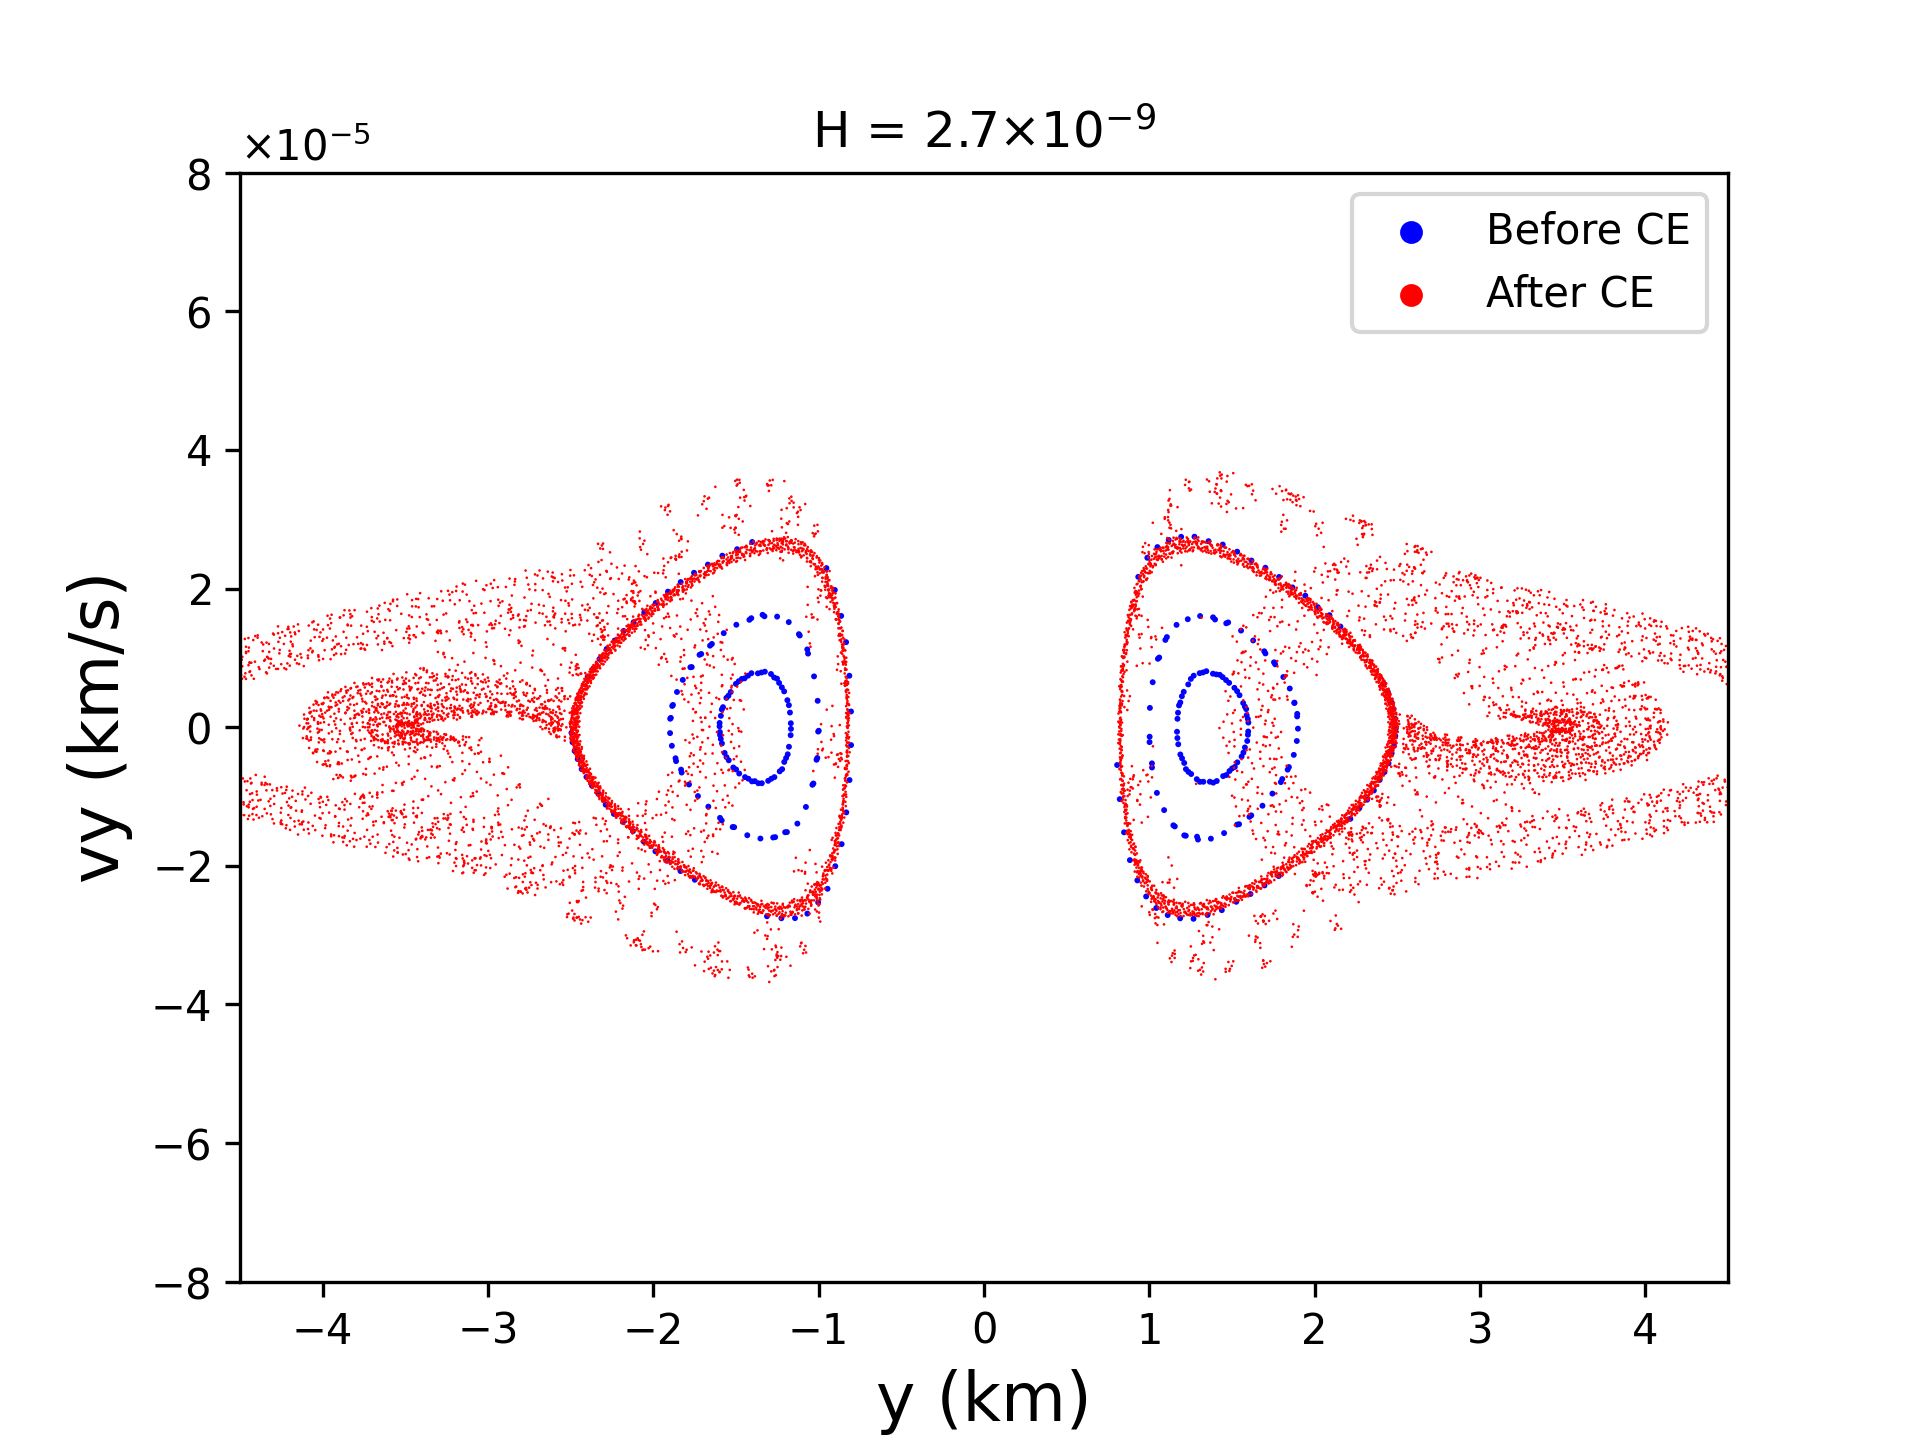 H = 2.7×10⁻⁹
×10⁻⁵
Before CE
After CE
8
6
4
2
0
−2
−4
−6
−8
vy (km/s)
−4 −3 −2 −1 0 1 2 3 4
y (km)